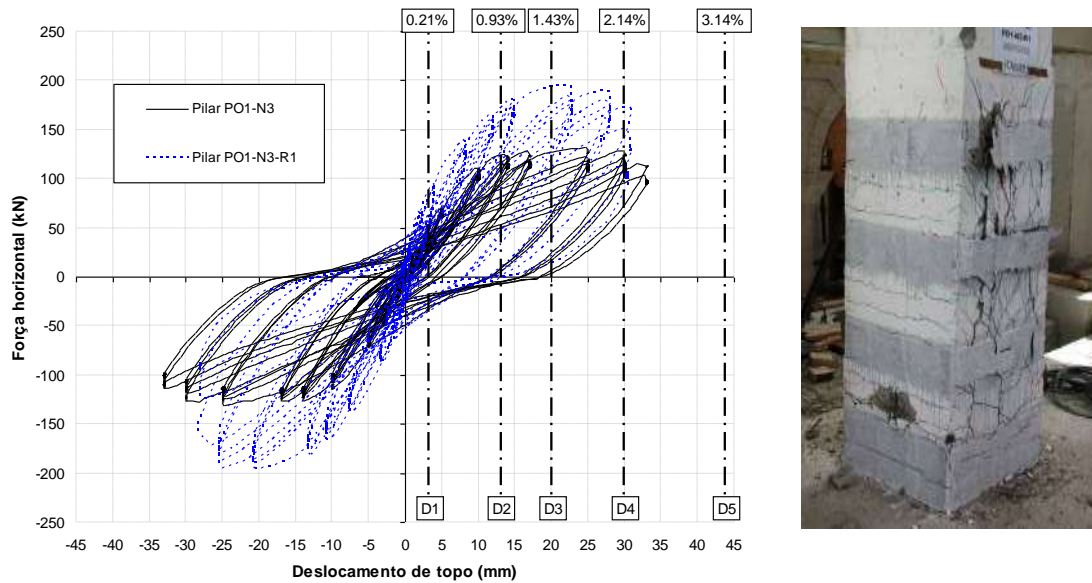 0.21% 0.93% 1.43% 2.14% 3.14%
250
200
150
100
50
0
-50
-100
-150
-200
-250
Força horizontal (kN)
Pilar PO1-N3
Pilar PO1-N3-R1
D1 D2 D3 D4 D5
-45 -40 -35 -30 -25 -20 -15 -10 -5 0 5 10 15 20 25 30 35 40 45
Deslocamento de topo (mm)